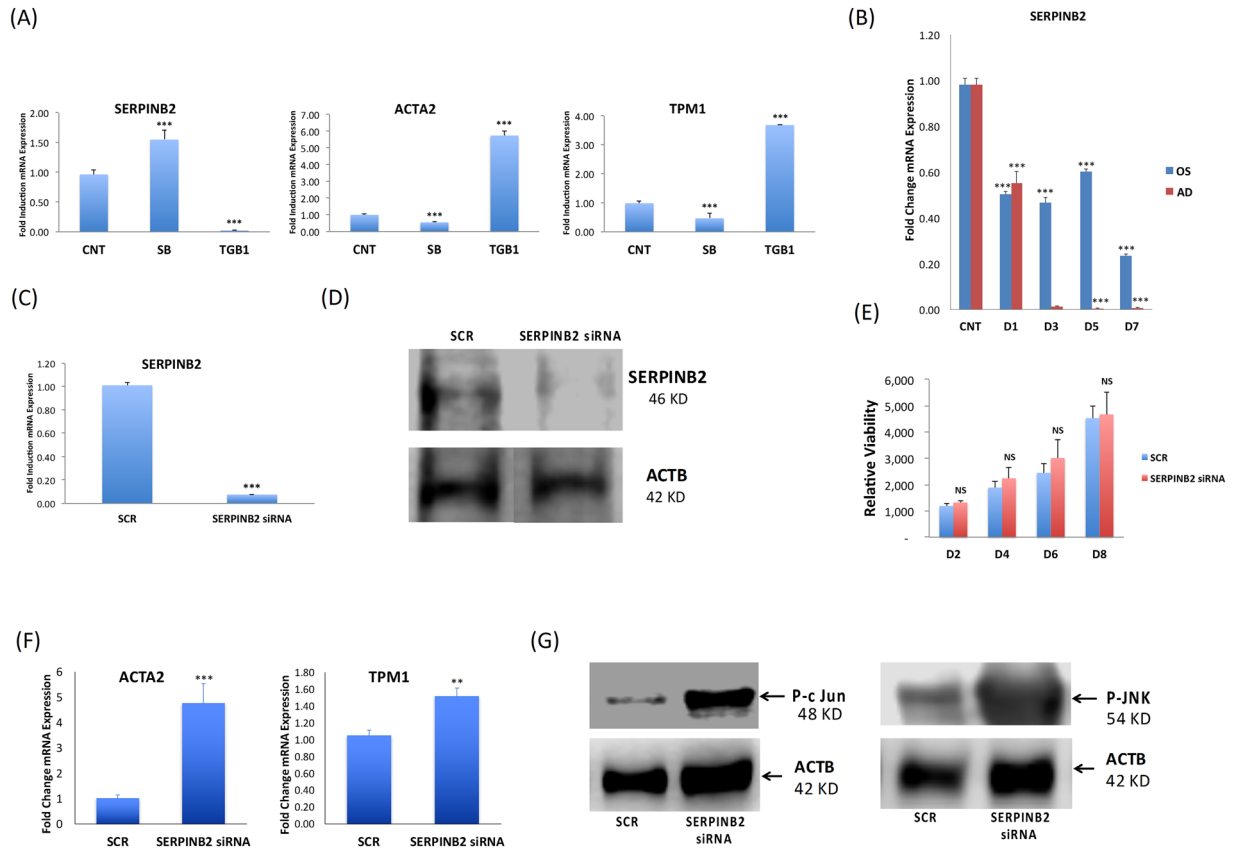 (A)
SERPINB2
Fold Induction mRNA Expression
2.00
1.50
1.00
0.50
0.00
***
***
CNT SB TGB1
ACTA2
Fold Induction mRNA Expression
7.00
6.00
5.00
4.00
3.00
2.00
1.00
0.00
***
***
CNT SB TGB1
TPM1
Fold Induction mRNA Expression
4.00
3.00
2.00
1.00
0.00
***
***
CNT SB TGB1
(B)
SERPINB2
Fold Change mRNA Expression
1.20
1.00
0.80
0.60
0.40
0.20
0.00
*** *** *** *** *** *** ***
CNT D1 D3 D5 D7
OS
AD
(C)
SERPINB2
Fold Induction mRNA Expression
1.20
1.00
0.80
0.60
0.40
0.20
0.00
***
SCR SERPINB2 siRNA
(D)
SCR SERPINB2 siRNA
SERPINB2
46 KD
ACTB
42 KD
(E)
Relative Viability
6,000
5,000
4,000
3,000
2,000
1,000
-
NS NS NS NS
D2 D4 D6 D8
SCR
SERPINB2 siRNA
(F)
ACTA2
Fold Change mRNA Expression
6
5
4
3
2
1
0
***
SCR SERPINB2 siRNA
TPM1
Fold Change mRNA Expression
1.80
1.60
1.40
1.20
1.00
0.80
0.60
0.40
0.20
0.00
**
SCR SERPINB2 siRNA
(G)
P-c Jun
48 KD
ACTB
42 KD
SCR SERPINB2
siRNA
P-JNK
54 KD
ACTB
42 KD
SCR SERPINB2
siRNA